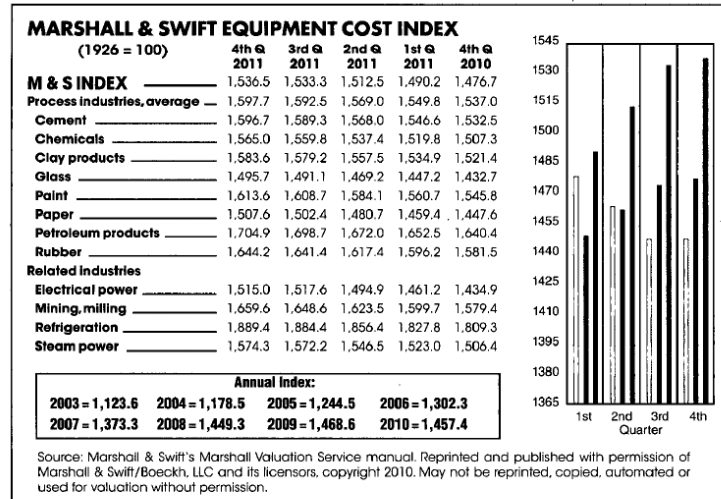 MARSHALL & SWIFT EQUIPMENT COST INDEX
(1926 = 100) 4th Q 2011 3rd Q 2011 2nd Q 2011 1st Q 2011 4th Q 2010
M & S INDEX 1,536.5 1,533.3 1,512.5 1,490.2 1,476.7
Process industries, average 1,597.7 1,592.5 1,569.0 1,549.8 1,537.0
Cement 1,596.7 1,589.3 1,568.0 1,546.6 1,532.5
Chemicals 1,565.0 1,559.8 1,537.4 1,519.8 1,507.3
Clay products 1,583.6 1,579.2 1,557.5 1,534.9 1,521.4
Glass 1,495.7 1,491.1 1,469.2 1,447.2 1,432.7
Paint 1,613.6 1,608.7 1,584.1 1,560.7 1,545.8
Paper 1,507.6 1,502.4 1,480.7 1,459.4 1,447.6
Petroleum products 1,704.9 1,698.7 1,672.0 1,652.5 1,640.4
Rubber 1,644.2 1,641.4 1,617.4 1,596.2 1,581.5
Related industries
Electrical power 1,515.0 1,517.6 1,494.9 1,461.2 1,434.9
Mining, milling 1,659.6 1,648.6 1,623.5 1,599.7 1,579.4
Refrigeration 1,889.4 1,884.4 1,856.4 1,827.8 1,809.3
Steam power 1,574.3 1,572.2 1,546.5 1,523.0 1,506.4
Annual Index:
2003 = 1,123.6 2004 = 1,178.5 2005 = 1,244.5 2006 = 1,302.3
2007 = 1,373.3 2008 = 1,449.3 2009 = 1,468.6 2010 = 1,457.4
1545
1530
1515
1500
1485
1470
1455
1440
1425
1410
1395
1380
1365
1st 2nd 3rd 4th
Quarter
Source: Marshall & Swift's Marshall Valuation Service manual. Reprinted and published with permission of
Marshall & Swift/Boeckh, LLC and its licensors, copyright 2010. May not be reprinted, copied, automated or
used for valuation without permission.